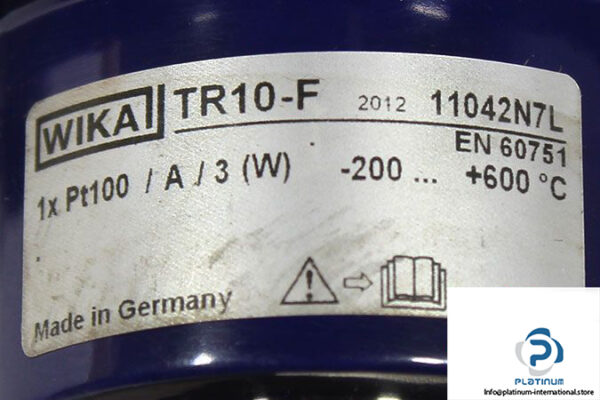 WIKA TR10-F 2012 11042N7L
EN 60751
1x Pt100 / A / 3 (W) -200 ... +600 °C
Made in Germany
PLATINUM
Info@platinum-international.store